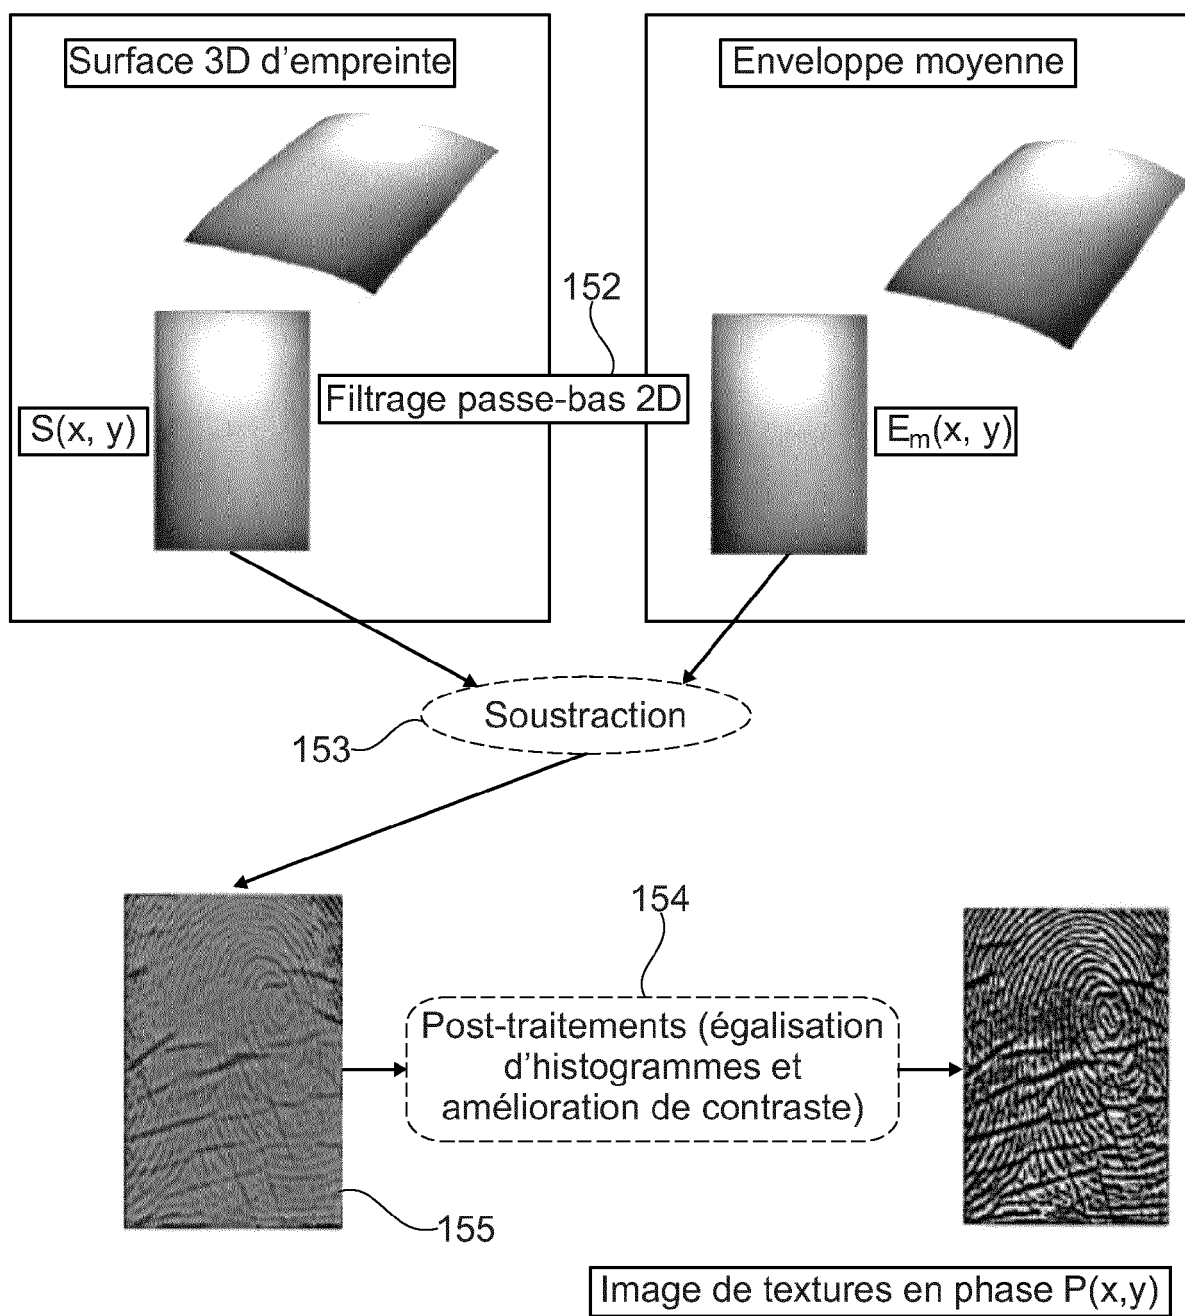 Surface 3D d'empreinte
Enveloppe moyenne
152
Filtrage passe-bas 2D
S(x, y)
Em(x, y)
Soustraction
153
154
Post-traitements (égalisation
d'histogrammes et
amélioration de contraste)
155
Image de textures en phase P(x,y)